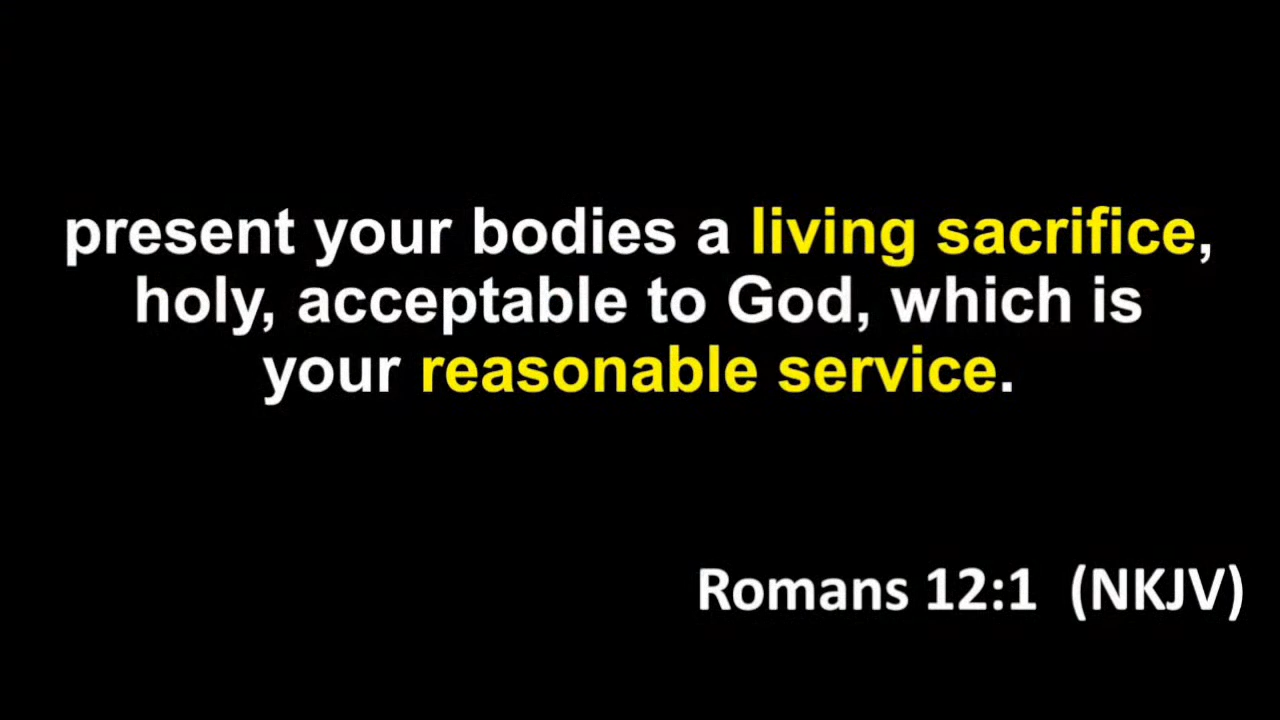 present your bodies a living sacrifice,
holy, acceptable to God, which is
your reasonable service.
Romans 12:1 (NKJV)